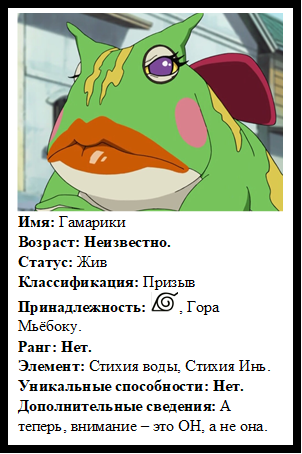 Имя: Гамарики
Возраст: Неизвестно.
Статус: Жив
Классификация: Призыв
Принадлежность: , Гора
Мьёбоку.
Ранг: Нет.
Элемент: Стихия воды, Стихия Инь.
Уникальные способности: Нет.
Дополнительные сведения: А
теперь, внимание – это ОН, а не она.